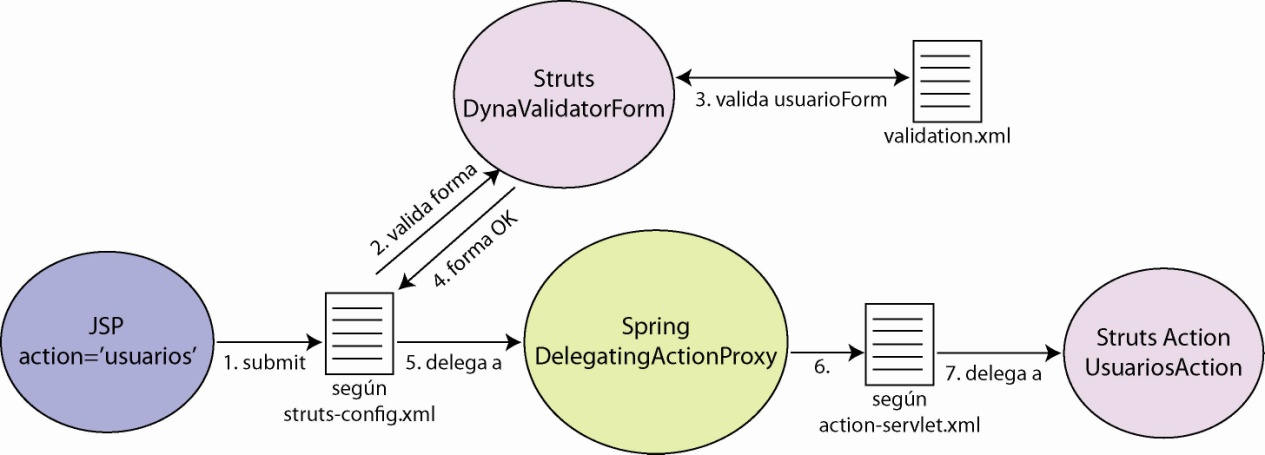 Struts
DynaValidatorForm
3. valida usuarioForm
validation.xml
2. valida forma
4. forma OK
JSP
action='usuarios'
1. submit
según
struts-config.xml
5. delega a
Spring
DelegatingActionProxy
6.
según
action-servlet.xml
7. delega a
Struts Action
UsuariosAction